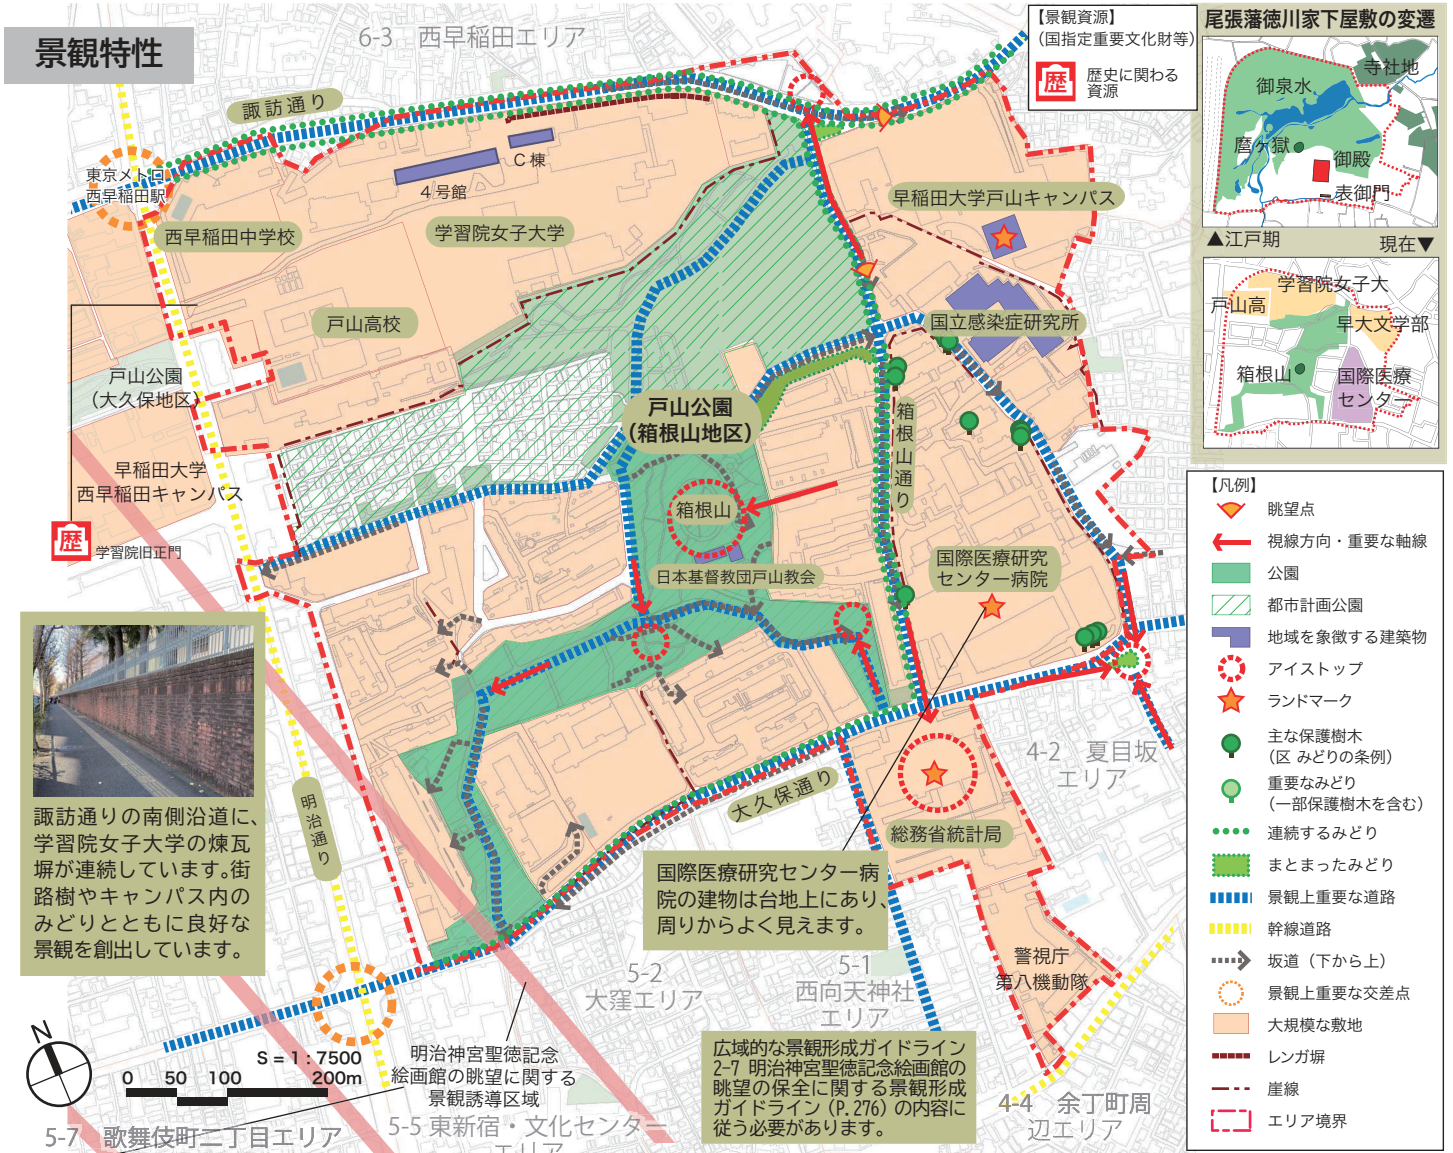 景観特性
6-3 西早稲田エリア
【景観資源】
(国指定重要文化財等)
歴
歴史に関わる
資源
尾張藩徳川家下屋敷の変遷
寺社地
御泉水
麿ヶ獄
御殿
表御門
▲江戸期
現在▼
学習院女子大
戸山高
早大文学部
箱根山
国際医療
センター
諏訪通り
C棟
4号館
東京メトロ
西早稲田駅
西早稲田中学校
学習院女子大学
早稲田大学戸山キャンパス
戸山高校
国立感染症研究所
戸山公園
(大久保地区)
戸山公園
(箱根山地区)
箱根山通り
早稲田大学
西早稲田キャンパス
箱根山
歴
学習院旧正門
日本基督教団戸山教会
国際医療研究
センター病院
諏訪通りの南側沿道に、
学習院女子大学の煉瓦
塀が連続しています。街
路樹やキャンパス内の
みどりとともに良好な
景観を創出しています。
明治通り
大久保通り
4-2 夏目坂
エリア
総務省統計局
国際医療研究センター病
院の建物は台地上にあり、
周りからよく見えます。
5-2
大窪エリア
5-1
西向天神社
エリア
警視庁
第八機動隊
N
S = 1 : 7500
0 50 100 200m
明治神宮聖徳記念
絵画館の眺望に関する
景観誘導区域
広域的な景観形成ガイドライン
2-7 明治神宮聖徳記念絵画館の
眺望の保全に関する景観形成
ガイドライン(P.276)の内容に
従う必要があります。
4-4 余丁町周
辺エリア
5-7 歌舞伎町二丁目エリア
5-5 東新宿・文化センター
エリア
【凡例】
眺望点
視線方向・重要な軸線
公園
都市計画公園
地域を象徴する建築物
アイストップ
ランドマーク
主な保護樹木
(区 みどりの条例)
重要なみどり
(一部保護樹木を含む)
連続するみどり
まとまったみどり
景観上重要な道路
幹線道路
坂道(下から上)
景観上重要な交差点
大規模な敷地
レンガ塀
崖線
エリア境界